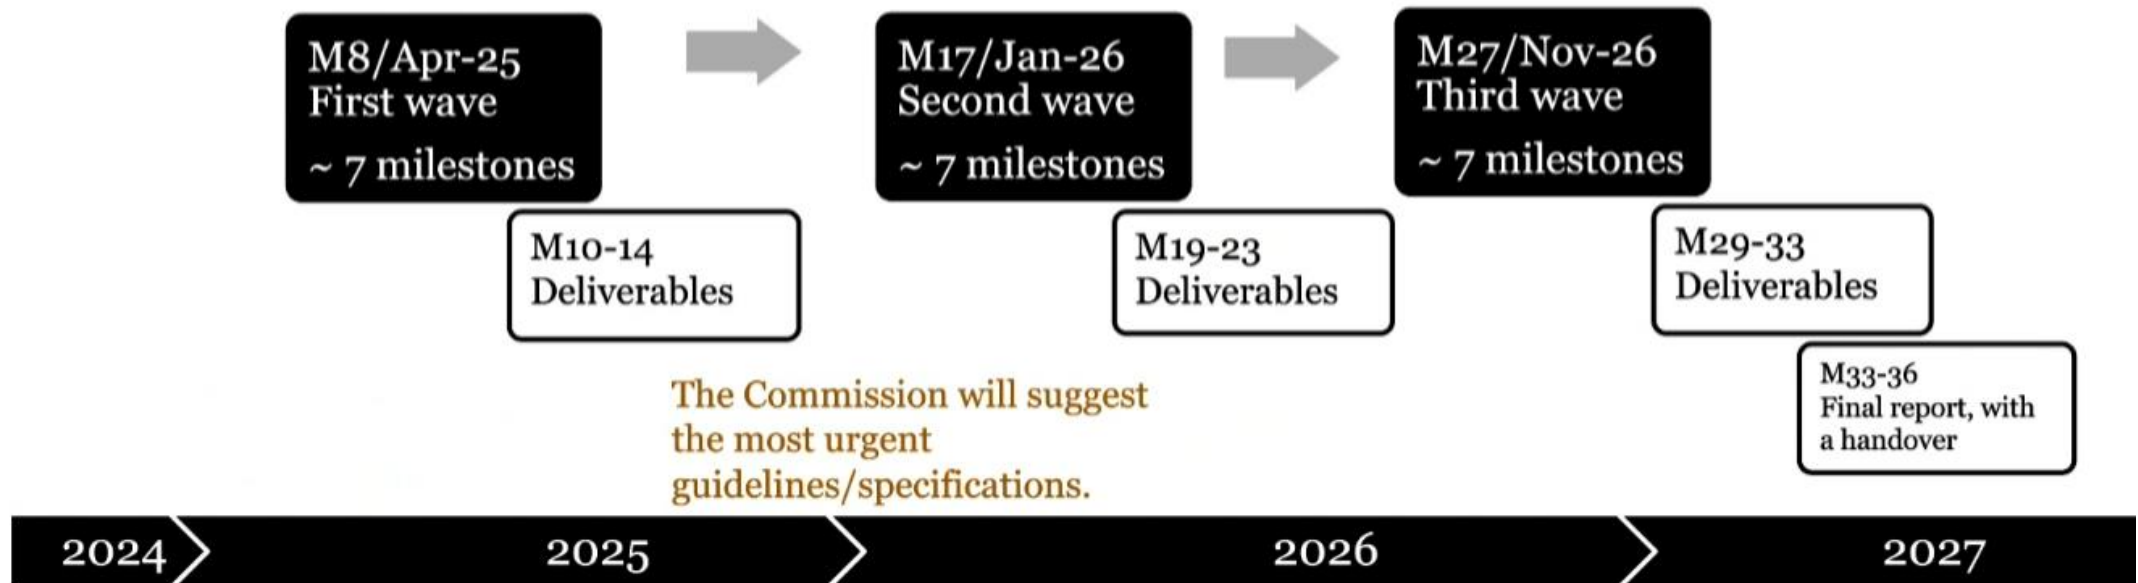 M8/Apr-25
First wave
~ 7 milestones
M17/Jan-26
Second wave
~ 7 milestones
M27/Nov-26
Third wave
~ 7 milestones
M10-14
Deliverables
M19-23
Deliverables
M29-33
Deliverables
M33-36
Final report, with
a handover
The Commission will suggest
the most urgent
guidelines/specifications.
2024
2025
2026
2027